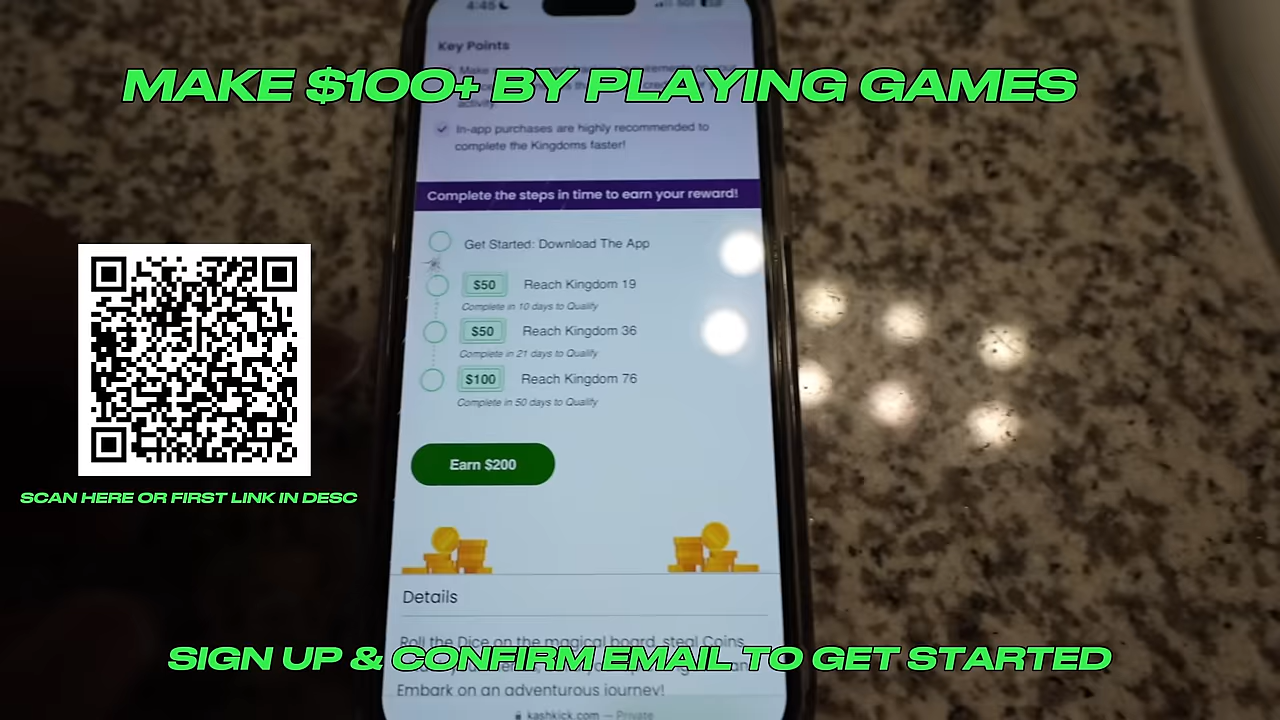 4:45
Key Points
MAKE $100+ BY PLAYING GAMES
activity
In-app purchases are highly recommended to
complete the Kingdoms faster!
Complete the steps in time to earn your reward!
Get Started: Download The App
$50 Reach Kingdom 19
Complete in 10 days to Qualify
$50 Reach Kingdom 36
Complete in 21 days to Qualify
$100 Reach Kingdom 76
Complete in 50 days to Qualify
Earn $200
SCAN HERE OR FIRST LINK IN DESC
Details
Roll the Dice on the magical board, steal Coins
SIGN UP & CONFIRM EMAIL TO GET STARTED
Embark on an adventurous journey!
kashkick.com — Private